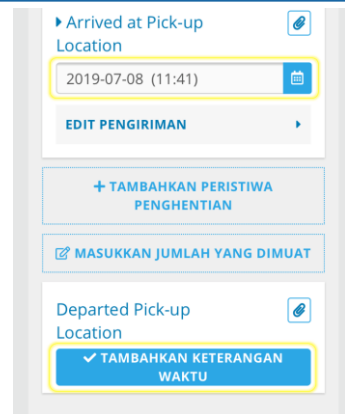 Arrived at Pick-up
Location
2019-07-08 (11:41)
EDIT PENGIRIMAN
TAMBAHKAN PERISTIWA
PENGHENTIAN
MASUKKAN JUMLAH YANG DIMUAT
Departed Pick-up
Location
TAMBAHKAN KETERANGAN
WAKTU